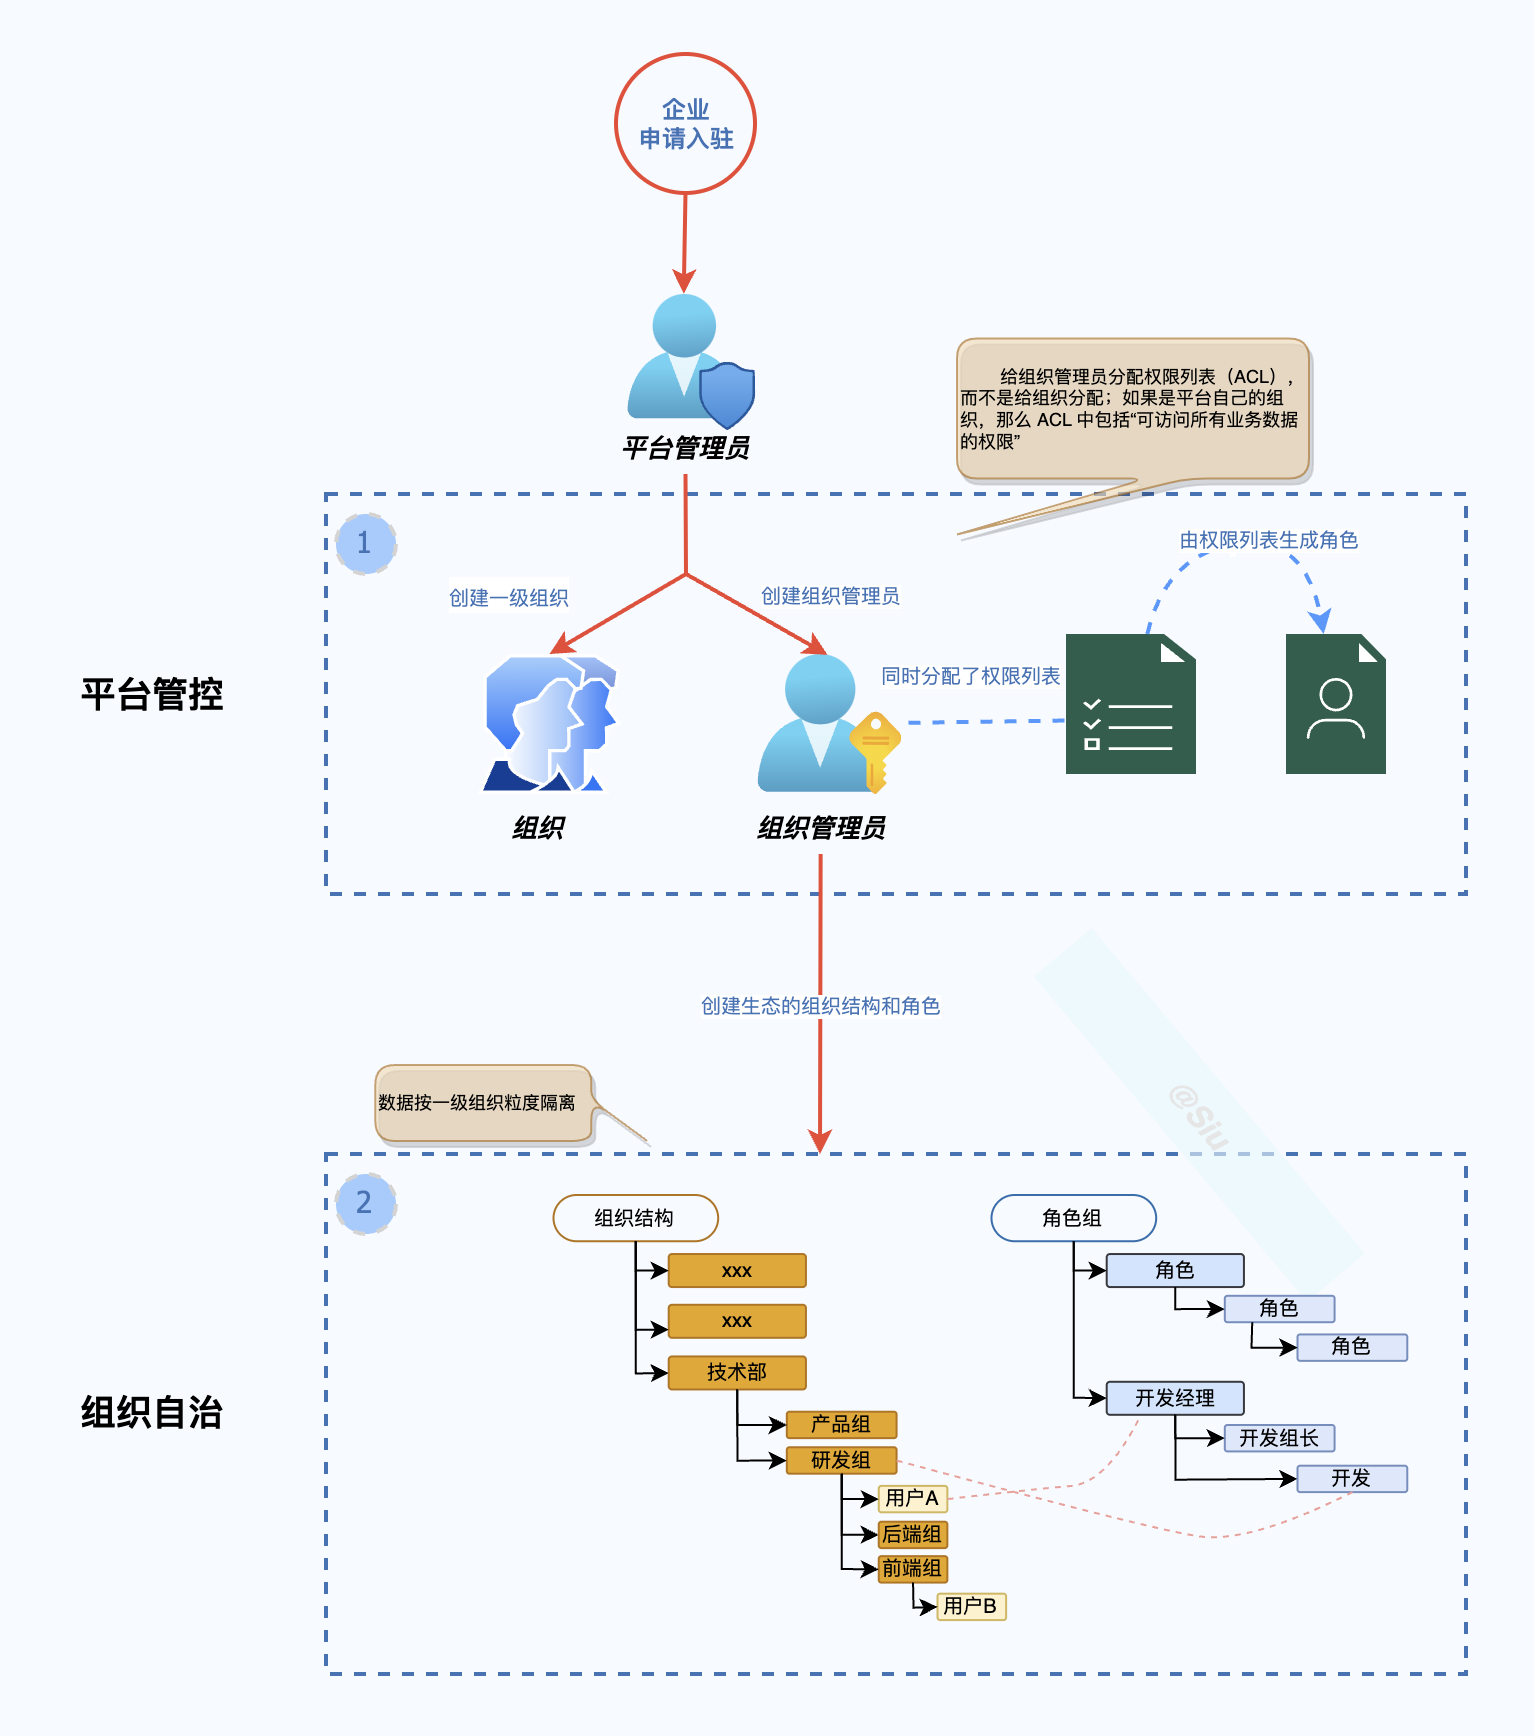 企业
申请入驻
平台管理员
给组织管理员分配权限列表（ACL），
而不是给组织分配；如果是平台自己的组
织，那么 ACL 中包括“可访问所有业务数据
的权限”
1
由权限列表生成角色
创建一级组织
创建组织管理员
同时分配了权限列表
平台管控
组织
组织管理员
创建生态的组织结构和角色
数据按一级组织粒度隔离
@Siu
2
组织结构
角色组
xxx
角色
角色
xxx
角色
技术部
开发经理
产品组
开发组长
组织自治
研发组
开发
用户A
后端组
前端组
用户B